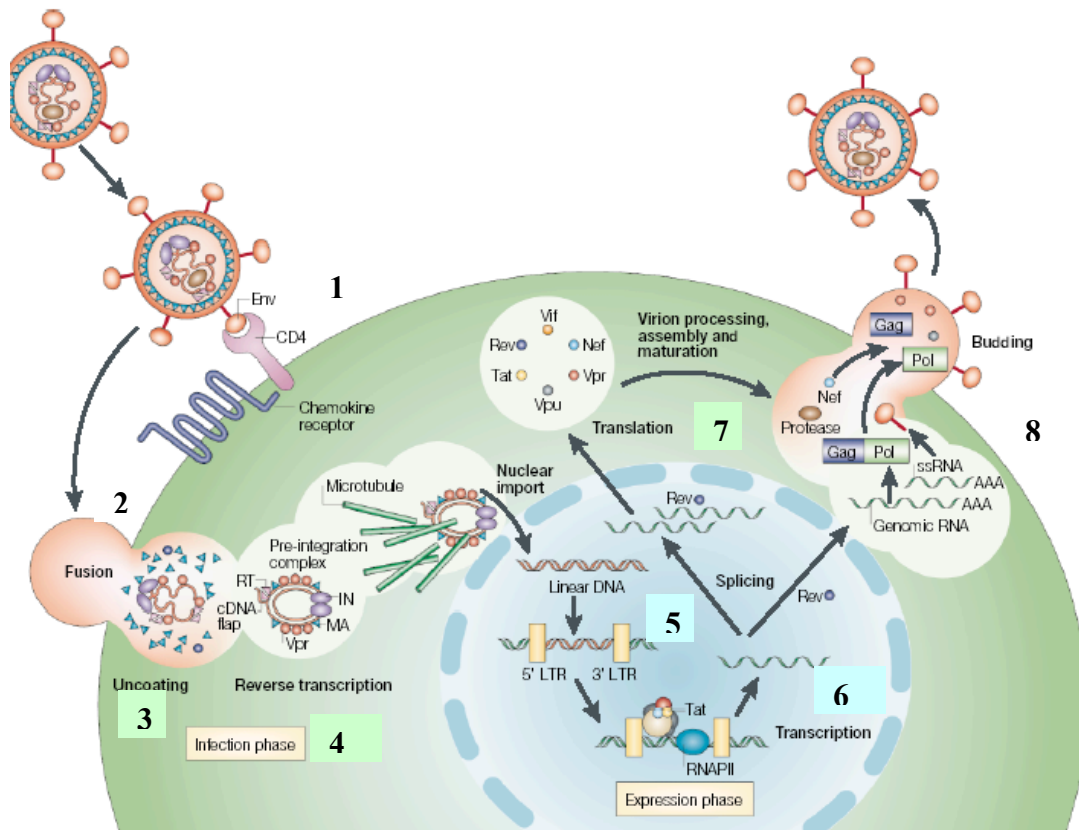 1
Env
CD4
Chemokine
receptor
2
Fusion
Uncoating
3
Pre-integration
complex
RT
cDNA
flap
IN
MA
Vpr
Reverse transcription
Infection phase
4
Microtubule
Nuclear
import
Linear DNA
5
5' LTR
3' LTR
Tat
RNAPII
Expression phase
Transcription
6
Splicing
Rev
Rev
Translation
7
Vif
Rev
Nef
Tat
Vpr
Vpu
Virion processing,
assembly and
maturation
Gag
Pol
Budding
Nef
Protease
8
Gag
Pol
ssRNA
AAA
AAA
Genomic RNA